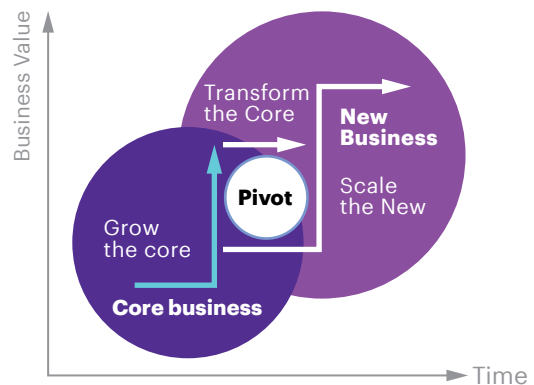 Business Value
Transform
the Core
New
Business
Pivot
Scale
the New
Grow
the core
Core business
Time